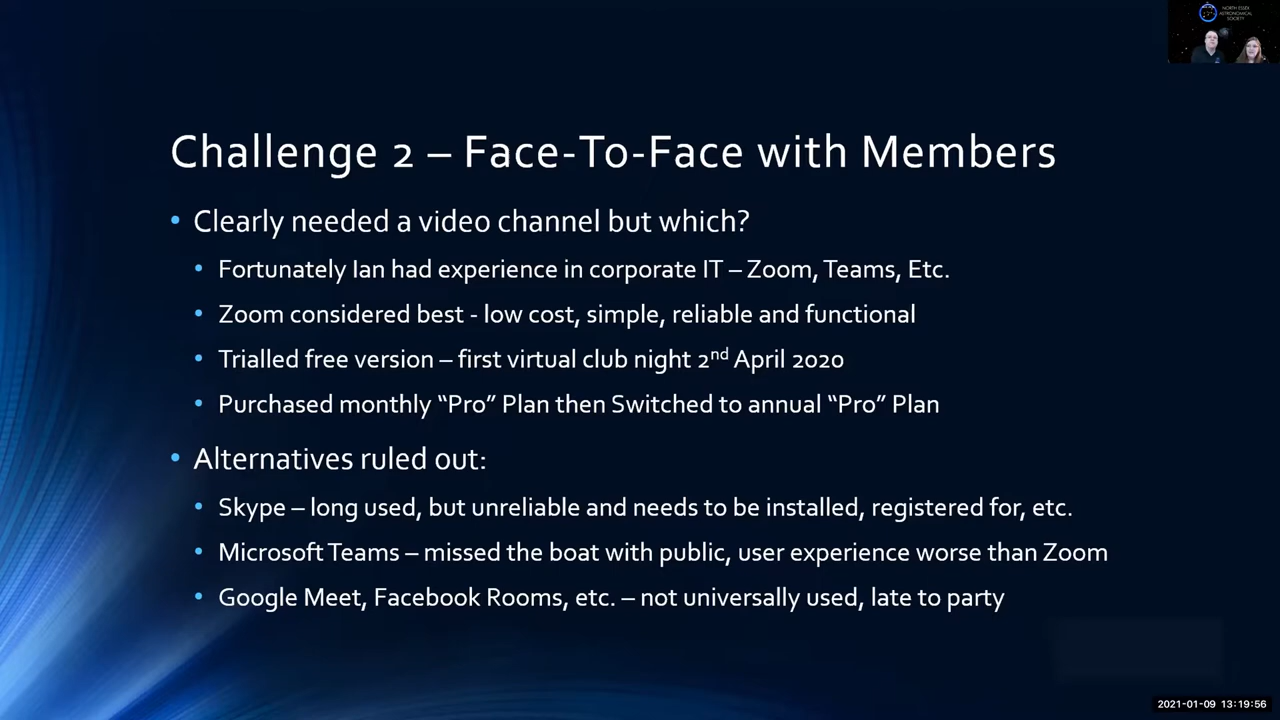 NORTH ESSEX
ASTRONOMICAL
SOCIETY
Challenge 2 – Face-To-Face with Members
• Clearly needed a video channel but which?
• Fortunately Ian had experience in corporate IT – Zoom, Teams, Etc.
• Zoom considered best - low cost, simple, reliable and functional
• Trialled free version – first virtual club night 2nd April 2020
• Purchased monthly “Pro” Plan then Switched to annual “Pro” Plan
• Alternatives ruled out:
• Skype – long used, but unreliable and needs to be installed, registered for, etc.
• Microsoft Teams – missed the boat with public, user experience worse than Zoom
• Google Meet, Facebook Rooms, etc. – not universally used, late to party
2021-01-09 13:19:56